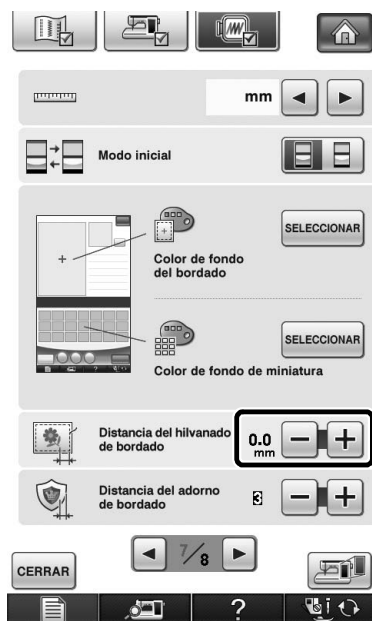 mm
Modo inicial
SELECCIONAR
Color de fondo
del bordado
SELECCIONAR
Color de fondo de miniatura
Distancia del hilvanado
de bordado
0.0
mm
Distancia del adorno
de bordado
3
CERRAR
7/8
?